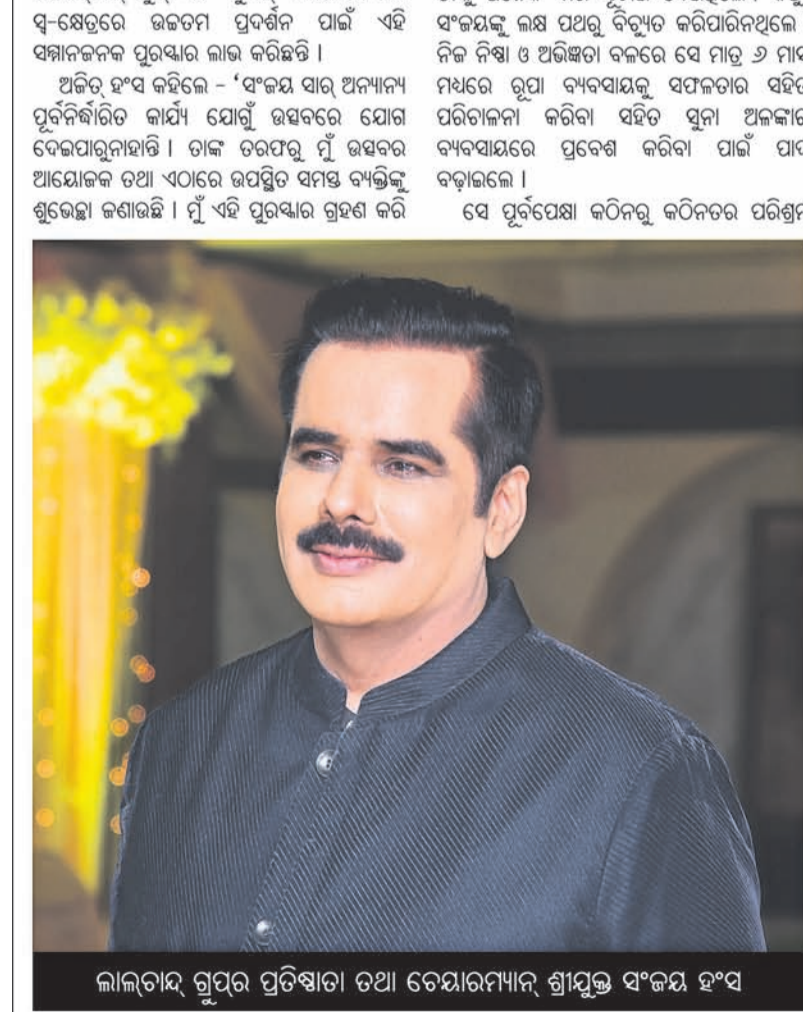 ସ୍ୱ-କ୍ଷେତ୍ରରେ ଉଚ୍ଚତମ ପ୍ରଦର୍ଶନ ପାଇଁ ଏହି
ସମ୍ମାନଜନକ ପୁରସ୍କାର ଲାଭ କରିଛନ୍ତି ।
ଅଜିତ୍ ହଂସ କହିଲେ – ‘ସଂଜୟ ସାର୍ ଅନ୍ୟାନ୍ୟ
ପୂର୍ବନିର୍ଦ୍ଧାରିତ କାର୍ଯ୍ୟ ଯୋଗୁଁ ଉତ୍ସବରେ ଯୋଗ
ଦେଇପାରୁନାହାନ୍ତି । ତାଙ୍କ ତରଫରୁ ମୁଁ ଉତ୍ସବର
ଆୟୋଜକ ତଥା ଏଠାରେ ଉପସ୍ଥିତ ସମସ୍ତ ବ୍ୟକ୍ତିଙ୍କୁ
ଶୁଭେଚ୍ଛା ଜଣାଉଛି । ମୁଁ ଏହି ପୁରସ୍କାର ଗ୍ରହଣ କରି
ସଂଜୟଙ୍କୁ ଲକ୍ଷ ପଥରୁ ବିଚ୍ୟୁତ କରିପାରିନଥିଲେ
ନିଜ ନିଷ୍ଠା ଓ ଅଭିଜ୍ଞତା ବଳରେ ସେ ମାତ୍ର ୬ ମାସ
ମଧ୍ୟରେ ରୂପା ବ୍ୟବସାୟକୁ ସଫଳତାର ସହିତ
ପରିଚାଳନା କରିବା ସହିତ ସୁନା ଅଳଙ୍କାର
ବ୍ୟବସାୟରେ ପ୍ରବେଶ କରିବା ପାଇଁ ପାଦ
ବଢ଼ାଇଲେ ।
ସେ ପୂର୍ବପେକ୍ଷା କଠିନରୁ କଠିନତର ପରିଶ୍ରମ
ଲାଲ୍‌ଚାନ୍ଦ୍ ଗ୍ରୁପ୍‌ର ପ୍ରତିଷ୍ଠାତା ତଥା ଚେୟାରମ୍ୟାନ୍ ଶ୍ରୀଯୁକ୍ତ ସଂଜୟ ହଂସ